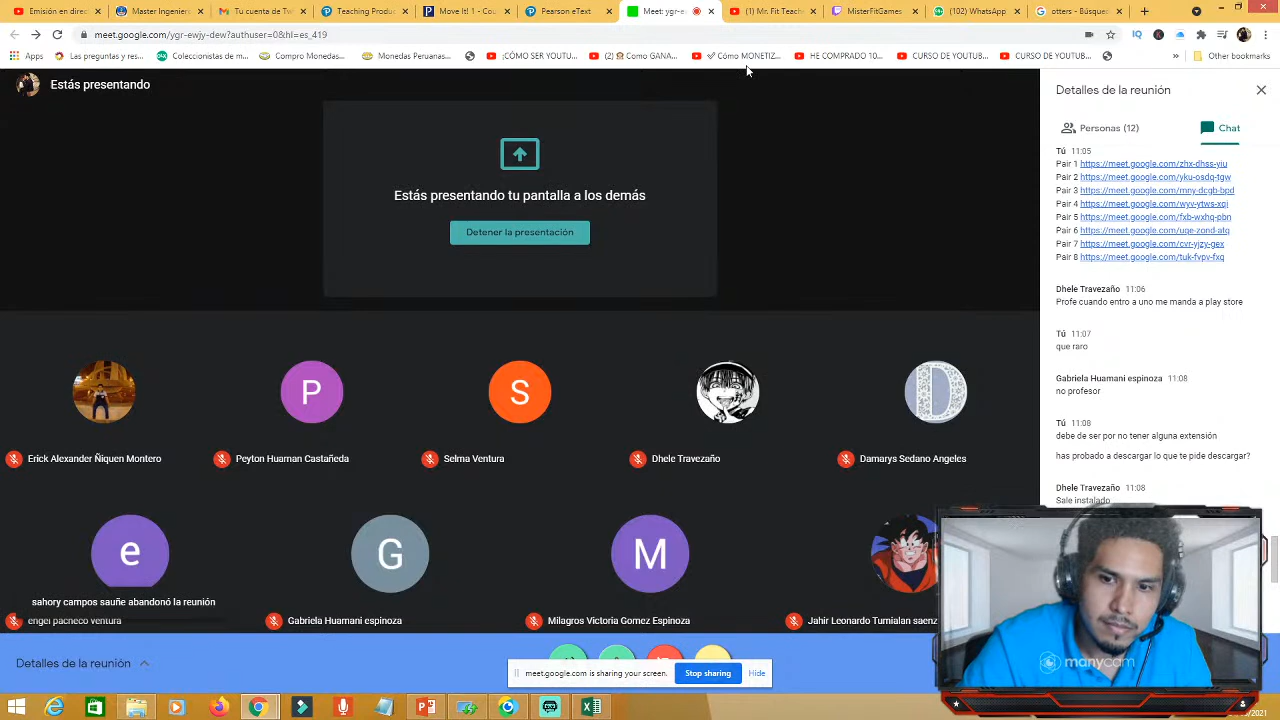 Emisión en direc
Master Ingenierc
Tu cuenta de Tw
Teaching Produc
Move It! 1 - Cou
Pearson eText
Meet: ygr-e
(1) Mr. Fit Teach
MisterFitGames
(102) WhatsApp
otters - Búsque
meet.google.com/ygr-ewjy-dew?authuser=0&hl=es_419
Apps
Las preguntas y res...
Coleccionistas de m...
Compro Monedas...
Monedas Peruanas...
¡CÓMO SER YOUTU...
(2) Como GANA...
Cómo MONETIZ...
HE COMPRADO 10...
CURSO DE YOUTUB...
CURSO DE YOUTUB...
Other bookmarks
Estás presentando
Estás presentando tu pantalla a los demás
Detener la presentación
Detalles de la reunión
Personas (12)
Chat
Tú 11:05
Pair 1 https://meet.google.com/zhx-dhss-yiu
Pair 2 https://meet.google.com/yku-osdq-tgw
Pair 3 https://meet.google.com/mny-dcgb-bpd
Pair 4 https://meet.google.com/wyv-ytws-xqi
Pair 5 https://meet.google.com/fxb-wxhq-pbn
Pair 6 https://meet.google.com/uqe-zond-atq
Pair 7 https://meet.google.com/cvr-yjzy-gex
Pair 8 https://meet.google.com/tuk-fvpv-fxq
Dhele Travezaño 11:06
Profe cuando entro a uno me manda a play store
Tú 11:07
que raro
Gabriela Huamani espinoza 11:08
no profesor
Tú 11:08
debe de ser por no tener alguna extensión
has probado a descargar lo que te pide descargar?
Dhele Travezaño 11:08
Sale instalado
P
S
D
Erick Alexander Ñiquen Montero
Peyton Huaman Castañeda
Selma Ventura
Dhele Travezaño
Damarys Sedano Angeles
e
G
M
sahory campos sauñe abandonó la reunión
engel pacheco ventura
Gabriela Huamani espinoza
Milagros Victoria Gomez Espinoza
Jahir Leonardo Tumialan saenz
Detalles de la reunión
meet.google.com is sharing your screen.
Stop sharing
Hide
manycam